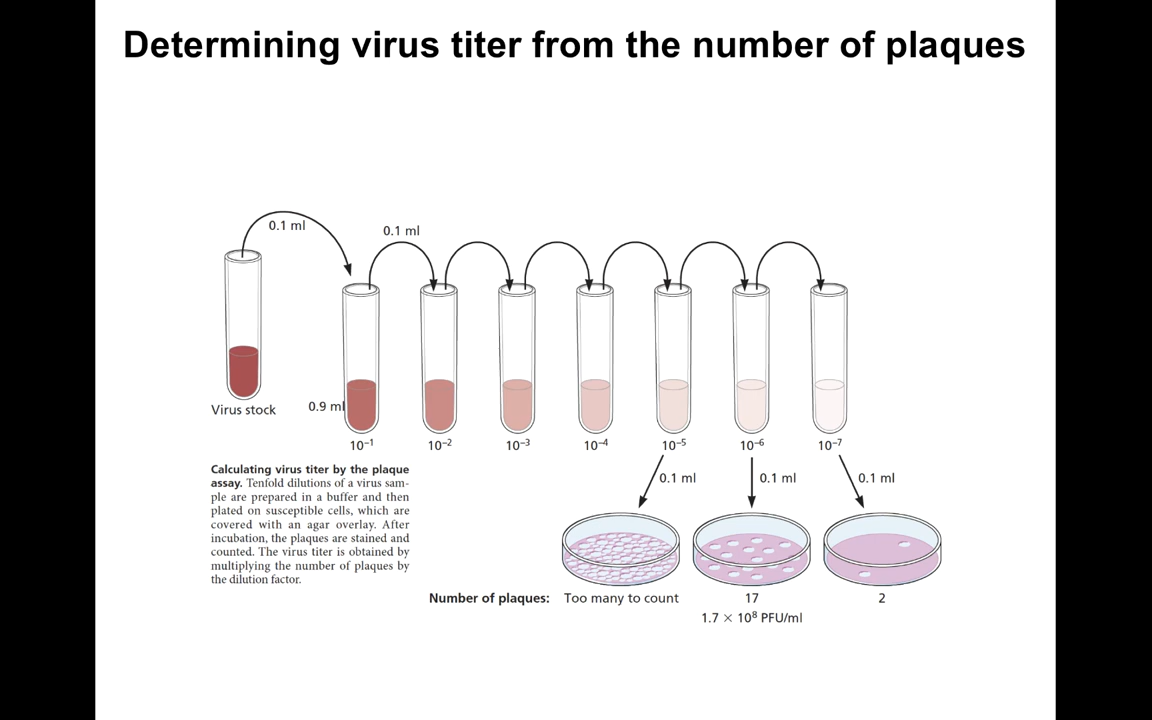 Determining virus titer from the number of plaques
0.1 ml
0.1 ml
Virus stock
0.9 ml
10⁻¹
10⁻²
10⁻³
10⁻⁴
10⁻⁵
10⁻⁶
10⁻⁷
Calculating virus titer by the plaque
assay. Tenfold dilutions of a virus sam-
ple are prepared in a buffer and then
plated on susceptible cells, which are
covered with an agar overlay. After
incubation, the plaques are stained and
counted. The virus titer is obtained by
multiplying the number of plaques by
the dilution factor.
0.1 ml
0.1 ml
0.1 ml
Number of plaques: Too many to count 17 2
1.7 × 10⁸ PFU/ml